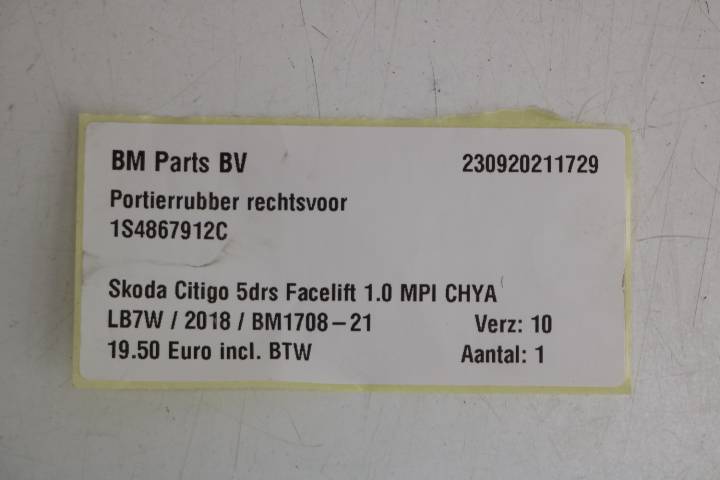 BM Parts BV 230920211729
Portierrubber rechtsvoor
1S4867912C
Skoda Citigo 5drs Facelift 1.0 MPI CHYA
LB7W / 2018 / BM1708-21 Verz: 10
19.50 Euro incl. BTW Aantal: 1